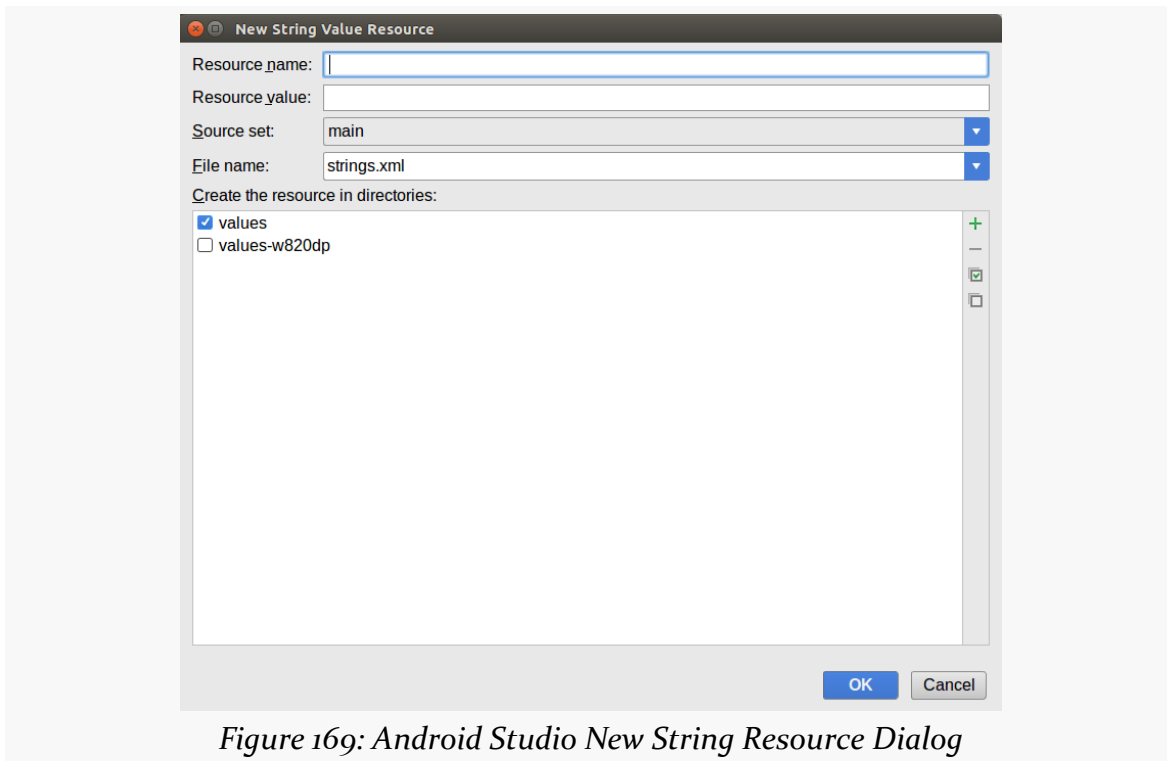 New String Value Resource
Resource name:
Resource value:
Source set: main
File name: strings.xml
Create the resource in directories:
values
values-w820dp
OK Cancel
Figure 169: Android Studio New String Resource Dialog